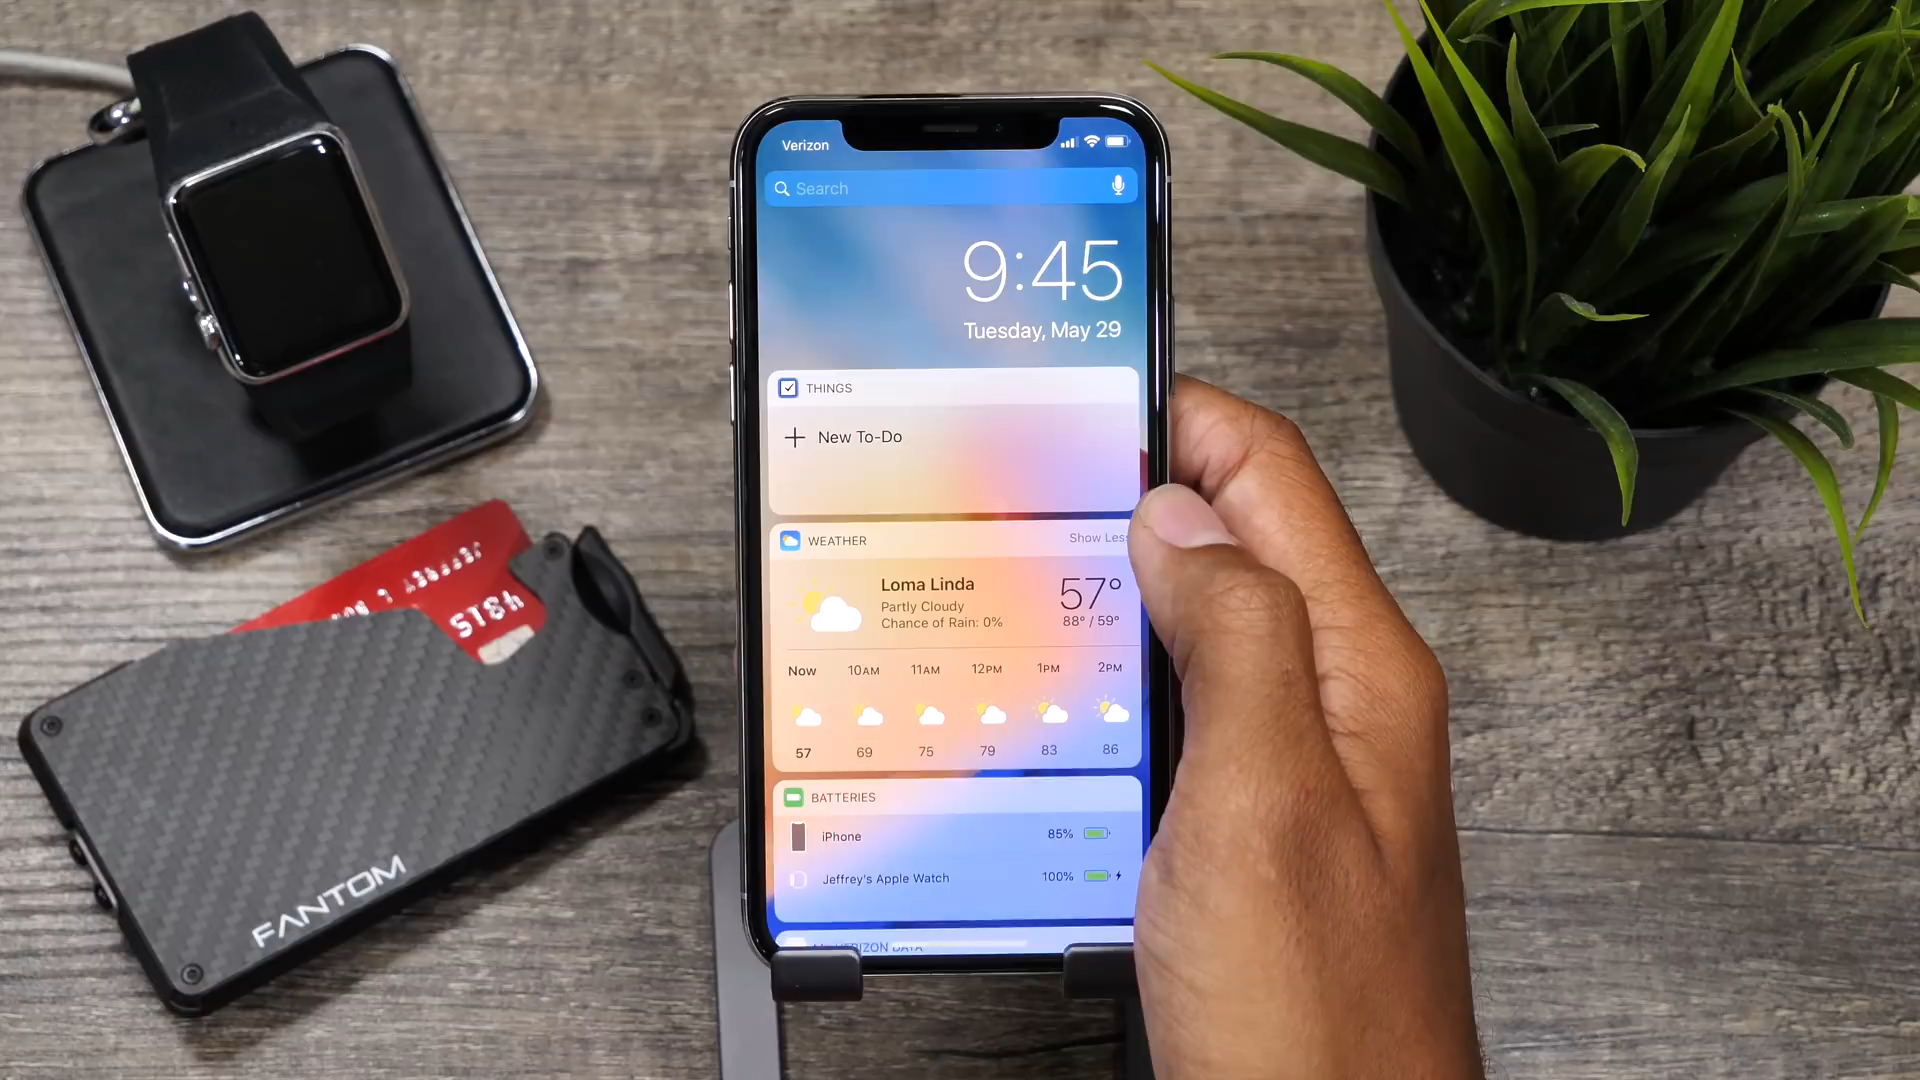 Verizon
Search
9:45
Tuesday, May 29
THINGS
New To-Do
WEATHER
Show Less
Loma Linda
57°
Partly Cloudy
Chance of Rain: 0%
88° / 59°
Now 10AM 11AM 12PM 1PM 2PM
57 69 75 79 83 86
BATTERIES
iPhone 85%
Jeffrey's Apple Watch 100%
VERIZON DATA
FANTOM